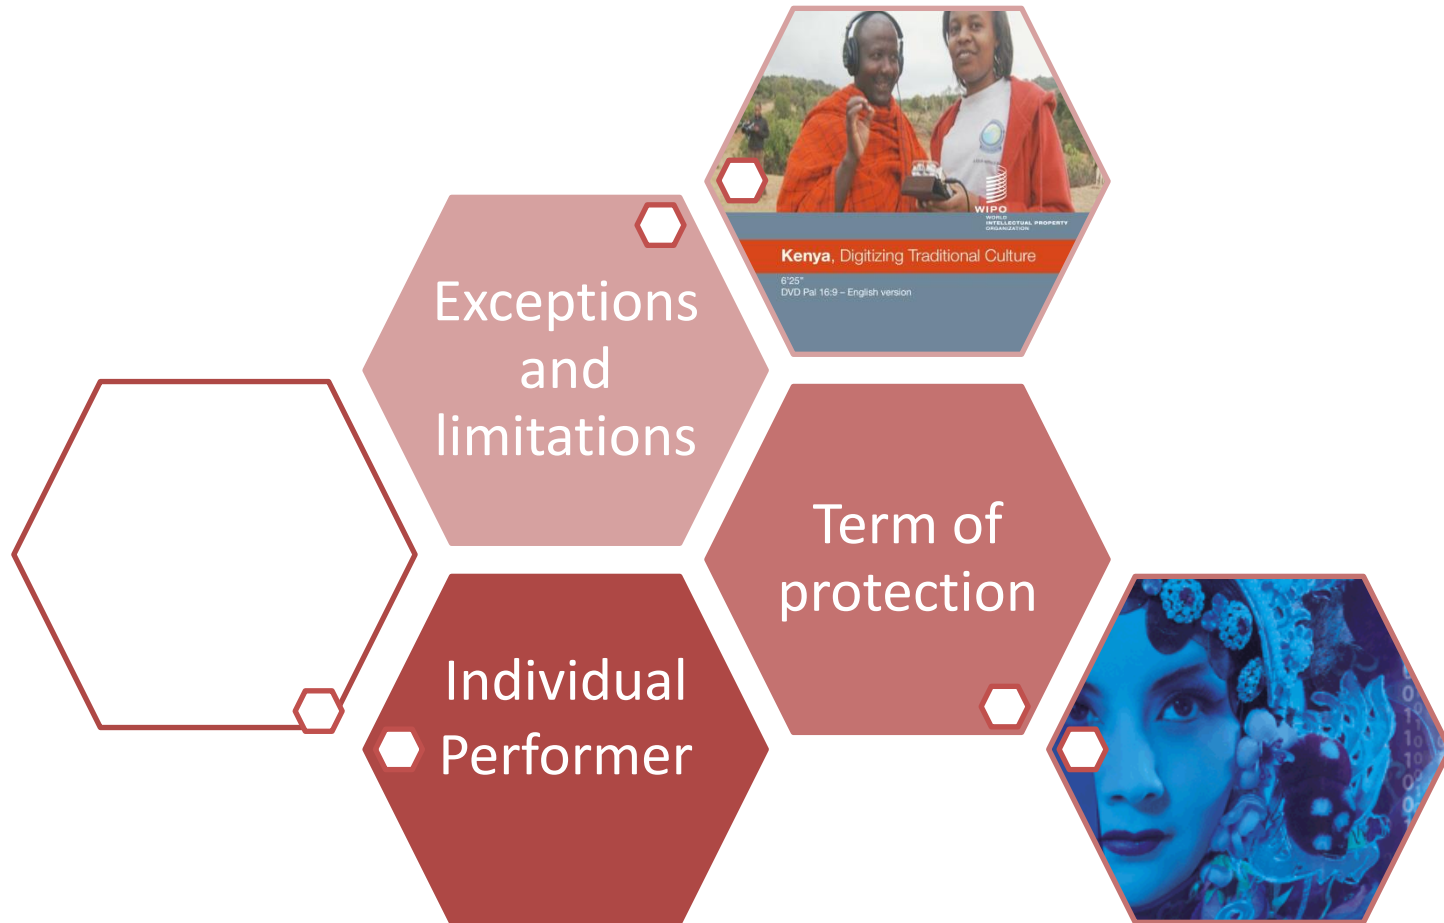 WIPO
WORLD
INTELLECTUAL PROPERTY
ORGANIZATION
Kenya, Digitizing Traditional Culture
6'25"
DVD Pal 16:9 – English version
Exceptions
and
limitations
Term of
protection
Individual
Performer